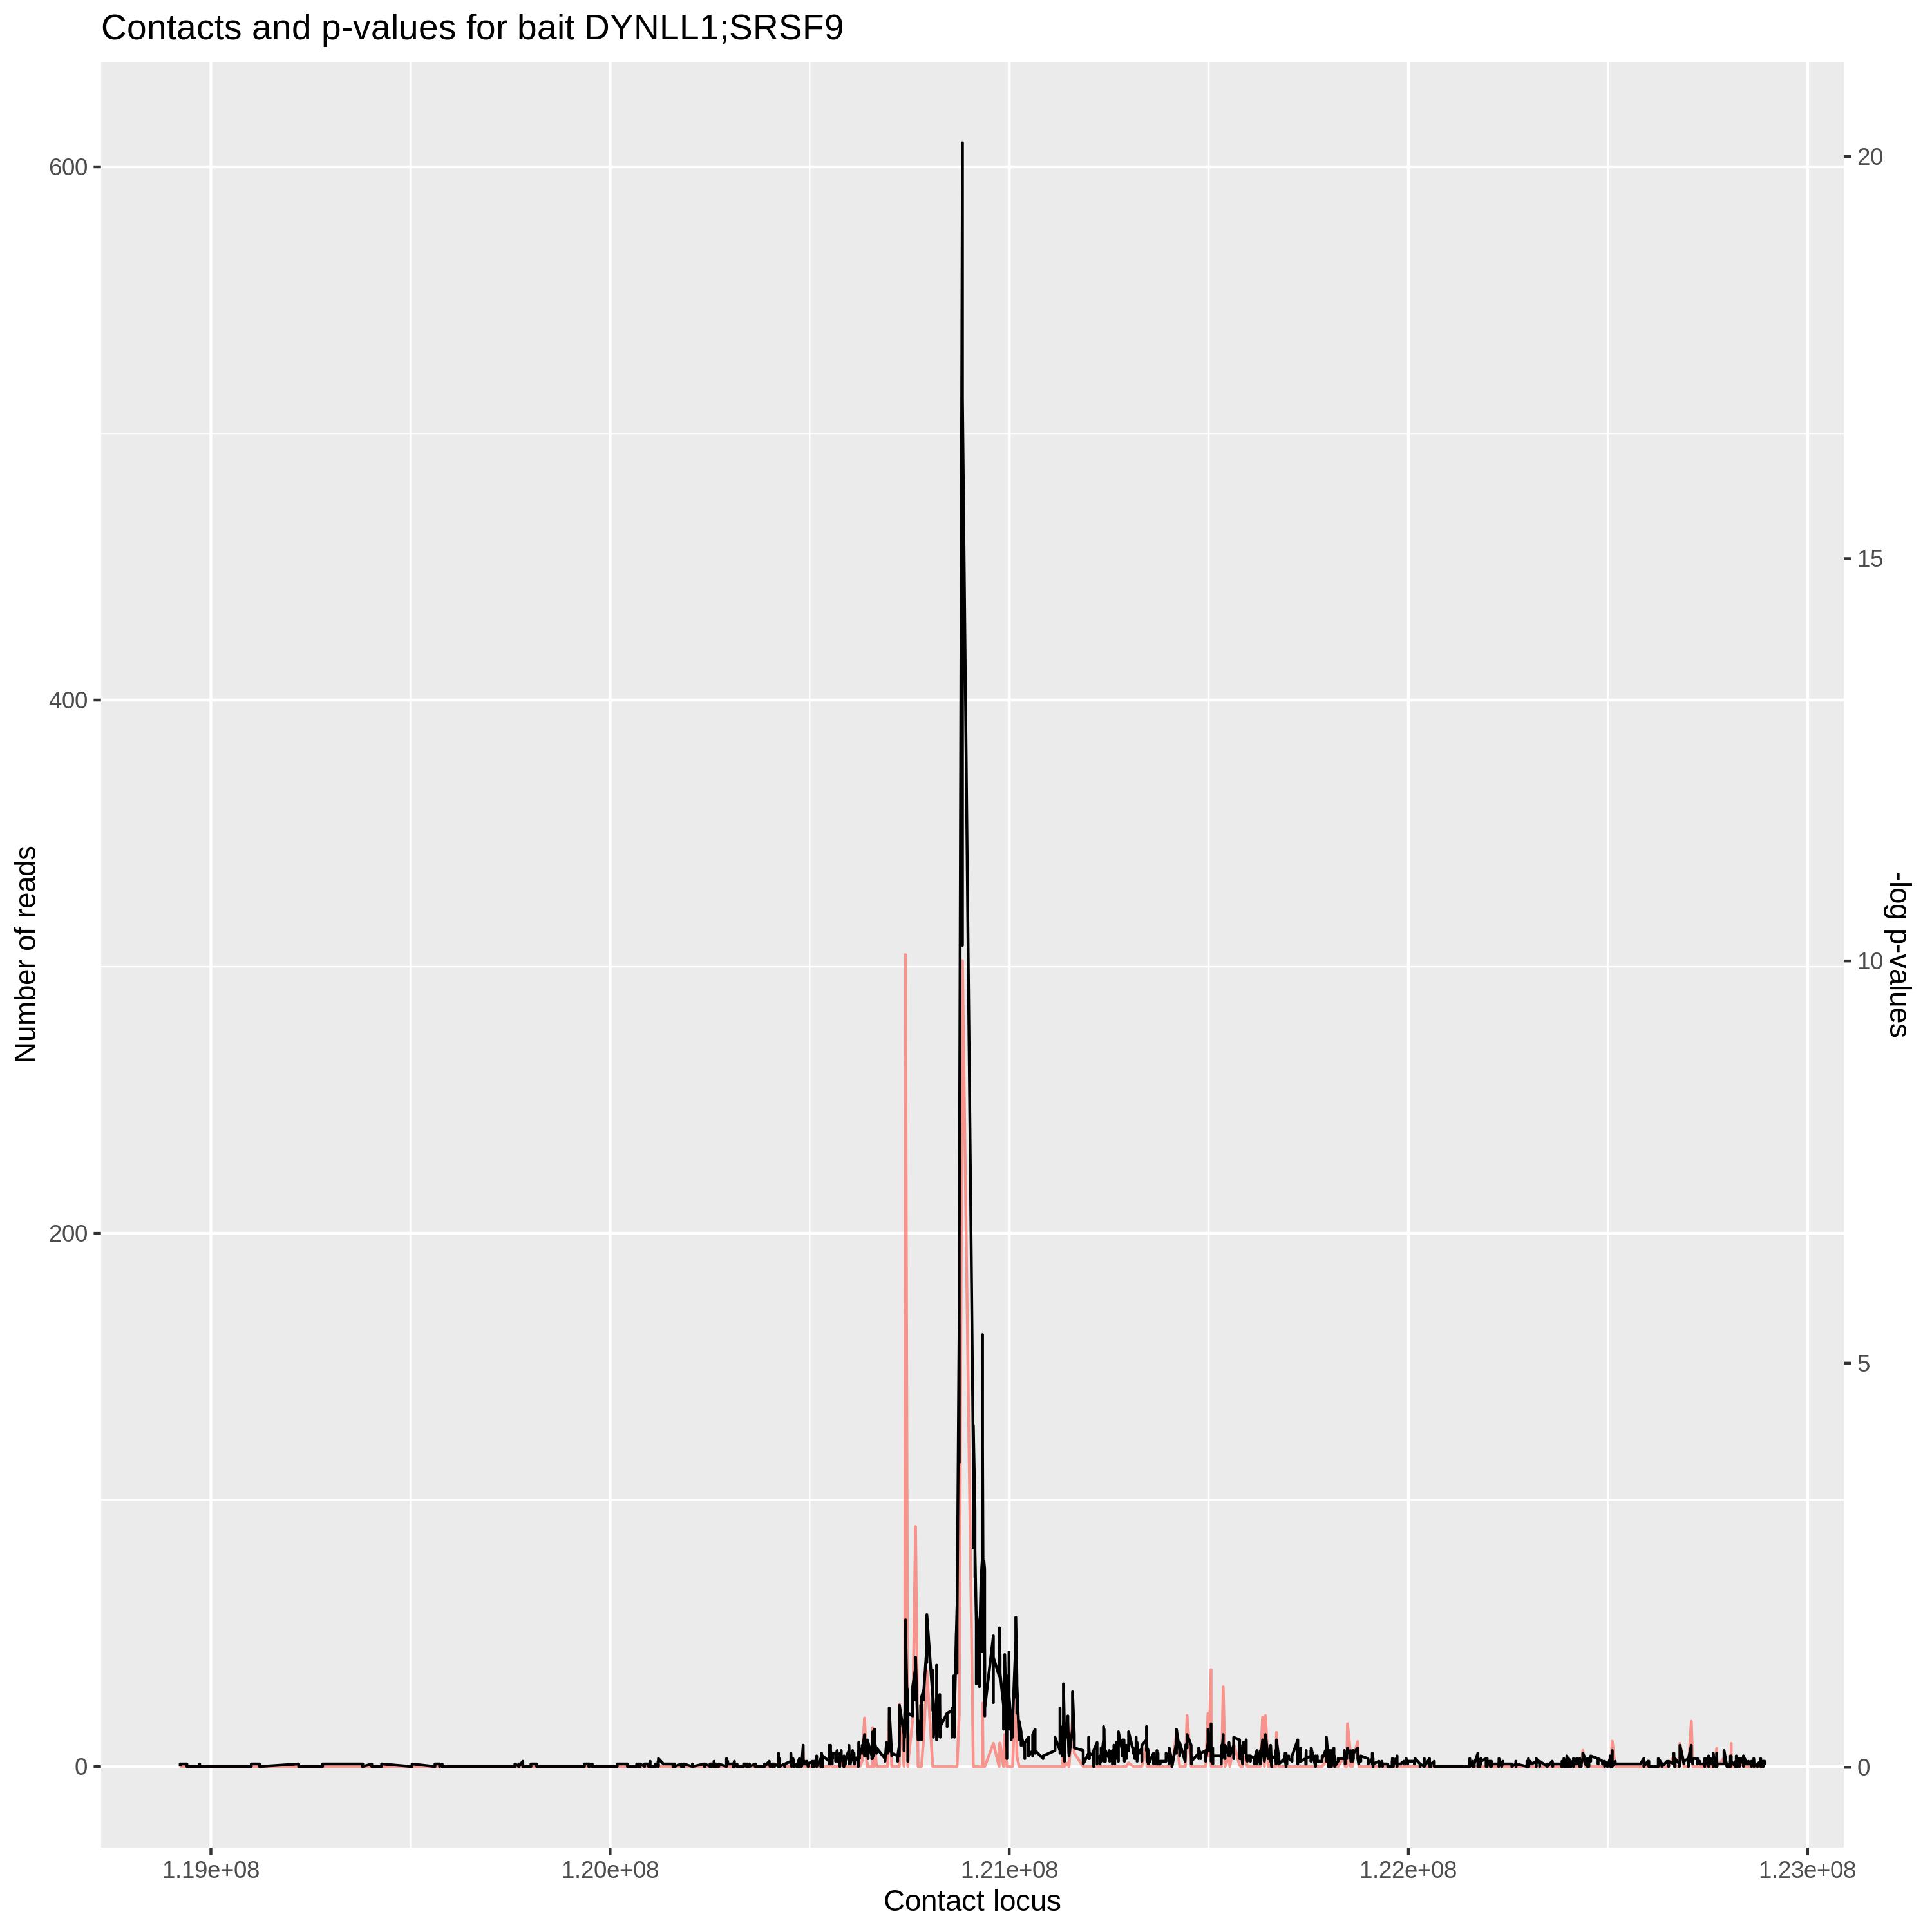 Contacts and p-values for bait DYNLL1;SRSF9
600
400
200
0
Number of reads
20
15
10
5
0
-log p-values
1.19e+08
1.20e+08
1.21e+08
1.22e+08
1.23e+08
Contact locus